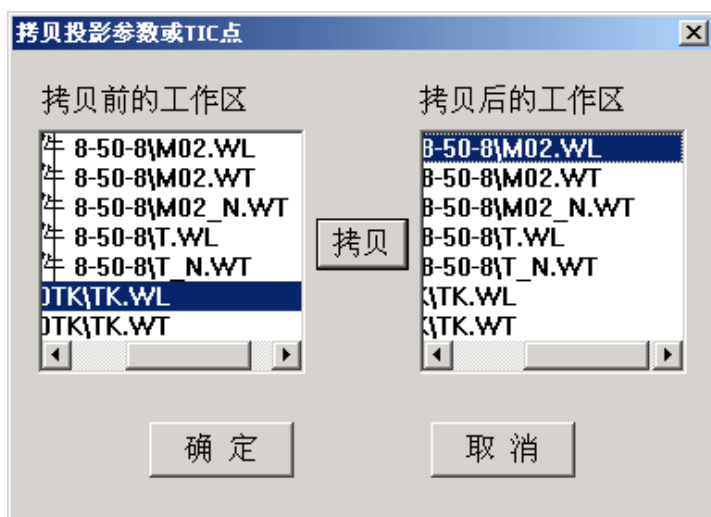 拷贝投影参数或TIC点
拷贝前的工作区
拷贝后的工作区
件 8-50-8\M02.WL
件 8-50-8\M02.WT
件 8-50-8\M02_N.WT
件 8-50-8\T.WL
件 8-50-8\T_N.WT
TK\TK.WL
TK\TK.WT
拷贝
8-50-8\M02.WL
8-50-8\M02.WT
8-50-8\M02_N.WT
8-50-8\T.WL
8-50-8\T_N.WT
\TK.WL
\TK.WT
确 定
取 消